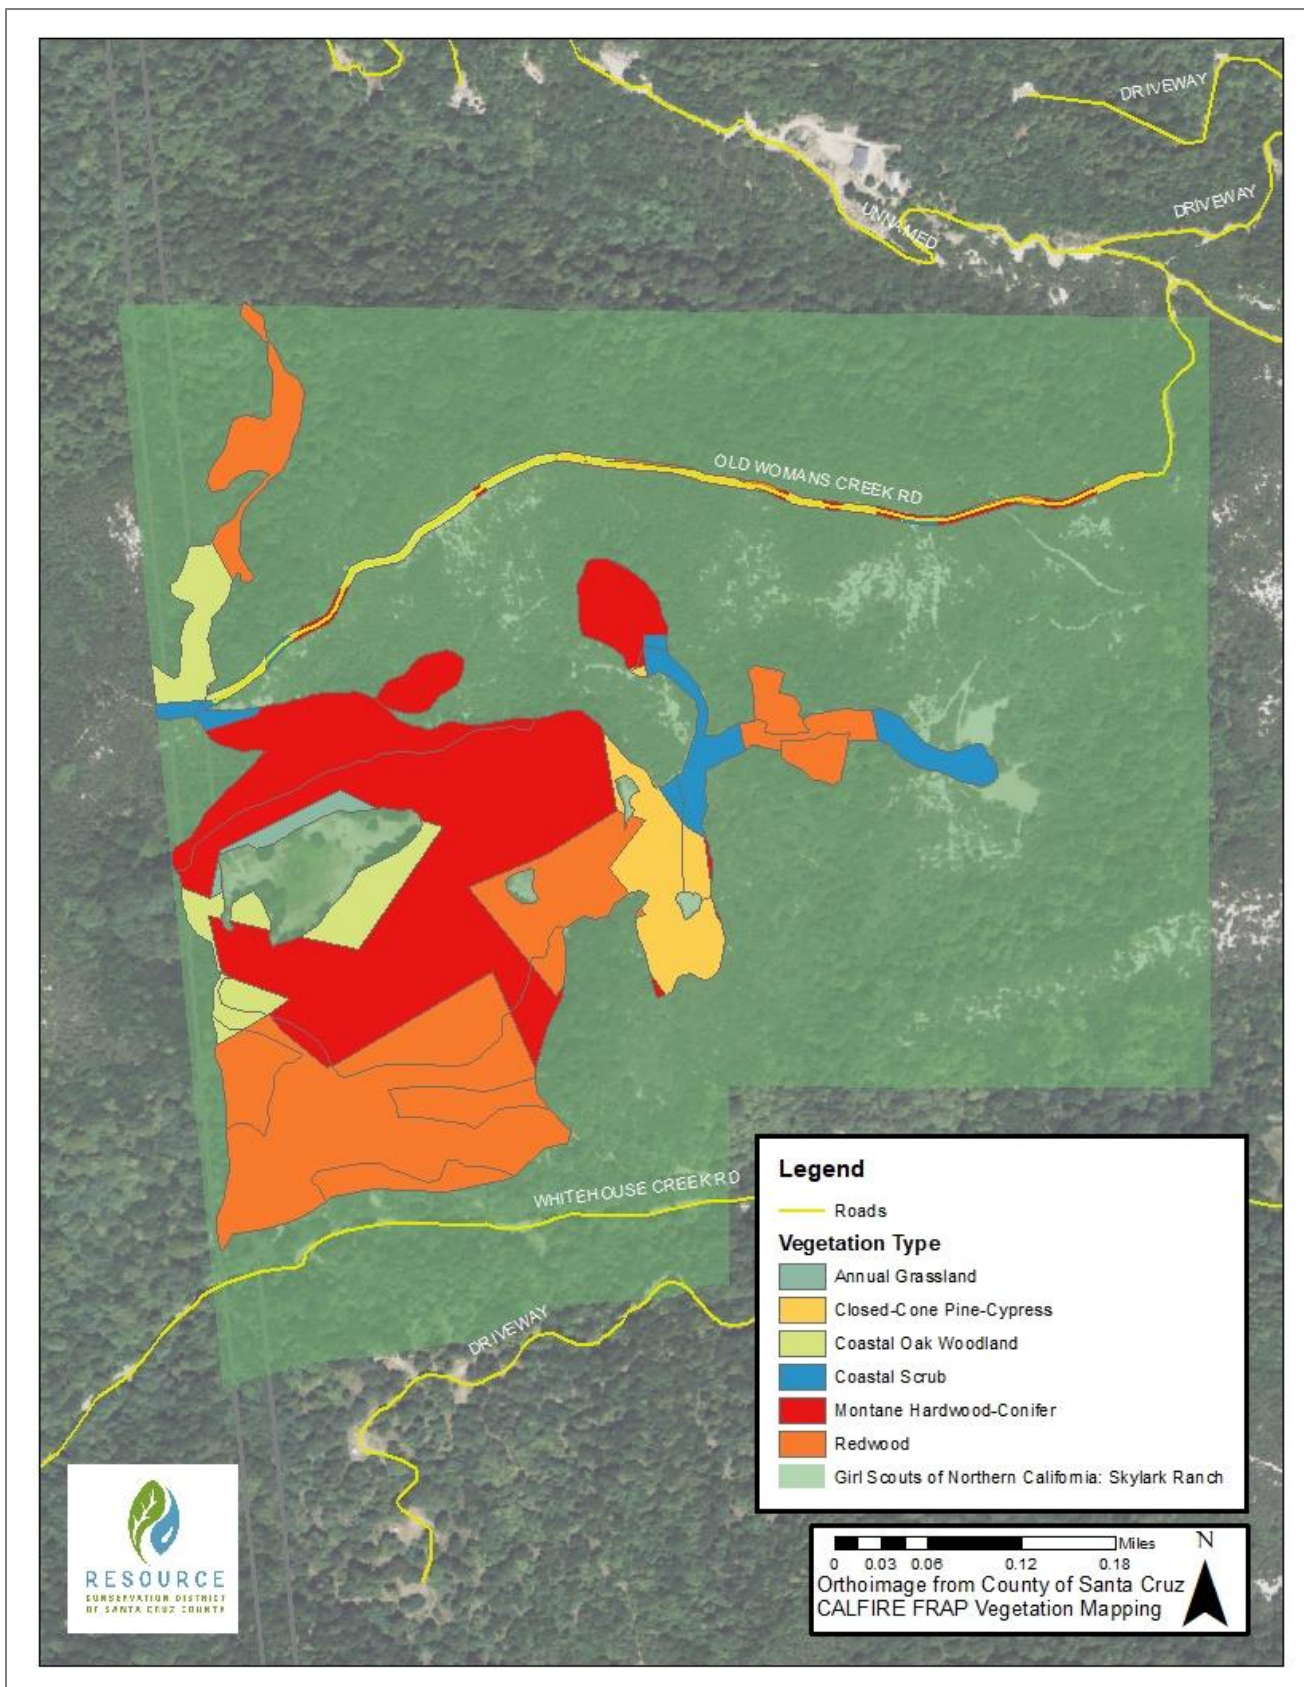 DRIVEWAY
DRIVEWAY
UNNAMED
OLD WOMANS CREEK RD
WHITEHOUSE CREEK RD
DRIVEWAY
Legend
Roads
Vegetation Type
Annual Grassland
Closed-Cone Pine-Cypress
Coastal Oak Woodland
Coastal Scrub
Montane Hardwood-Conifer
Redwood
Girl Scouts of Northern California: Skylark Ranch
Miles
N
0 0.03 0.06 0.12 0.18
Orthoimage from County of Santa Cruz
CALFIRE FRAP Vegetation Mapping
RESOURCE
CONSERVATION DISTRICT
OF SANTA CRUZ COUNTY